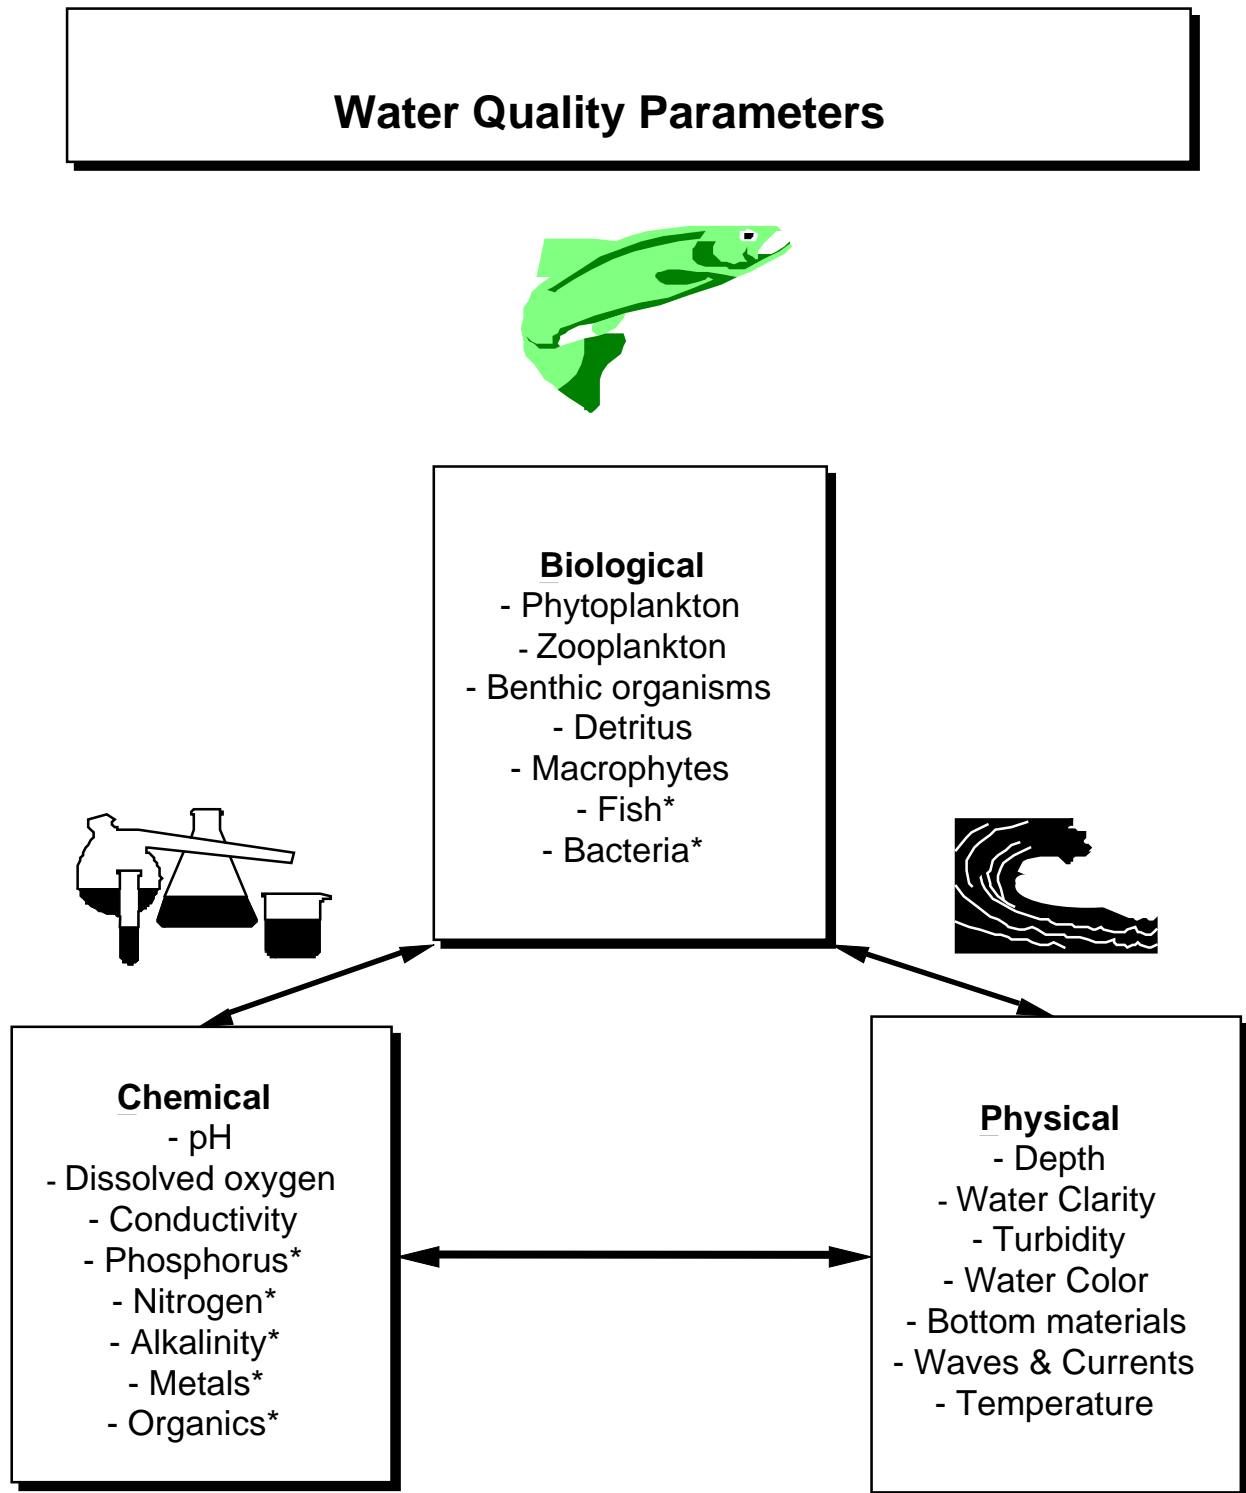 Water Quality Parameters
Biological
- Phytoplankton
- Zooplankton
- Benthic organisms
- Detritus
- Macrophytes
- Fish*
- Bacteria*
Chemical
- pH
- Dissolved oxygen
- Conductivity
- Phosphorus*
- Nitrogen*
- Alkalinity*
- Metals*
- Organics*
Physical
- Depth
- Water Clarity
- Turbidity
- Water Color
- Bottom materials
- Waves & Currents
- Temperature